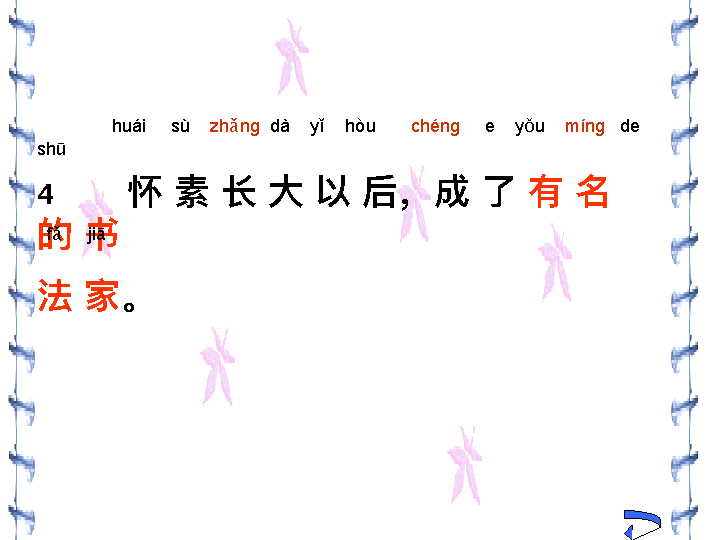 huái sù zhǎng dà yǐ hòu chéng e yǒu míng de
shū
4 怀 素 长 大 以 后，成 了 有 名
的 书
fǎ jiā
法 家。